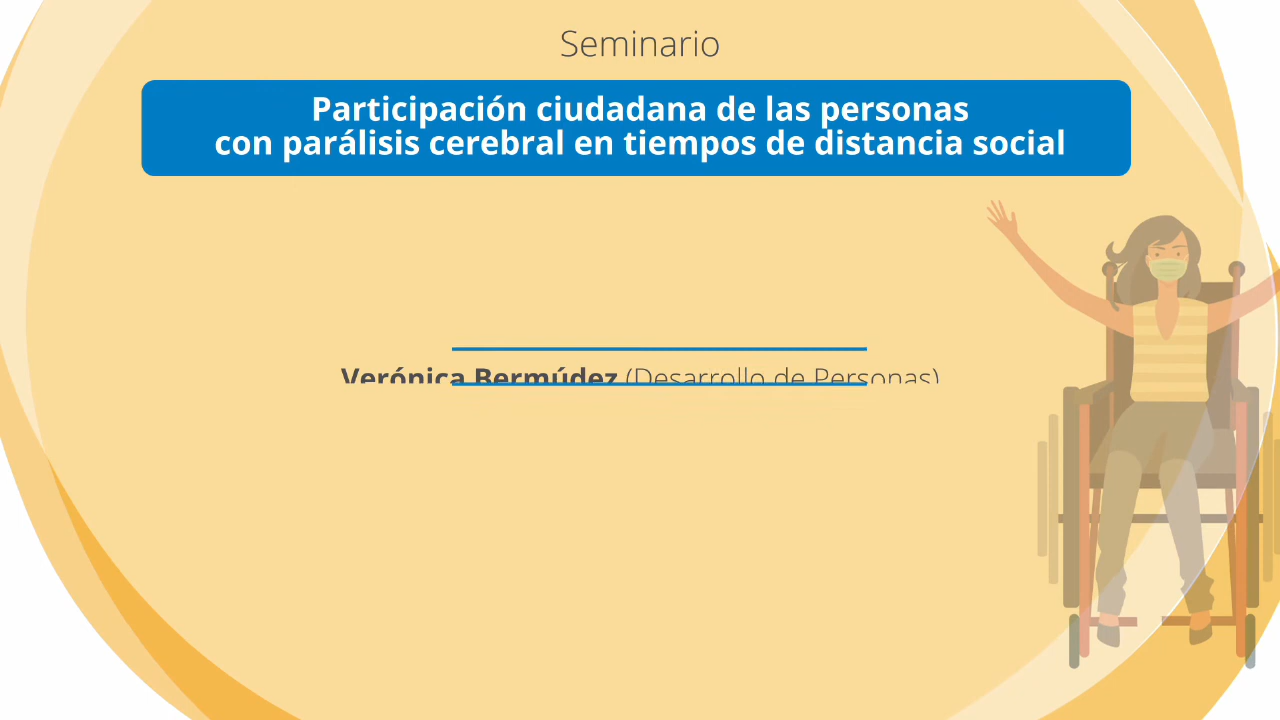 Seminario
Participación ciudadana de las personas
con parálisis cerebral en tiempos de distancia social
Verónica Bermúdez (Desarrollo de Personas)